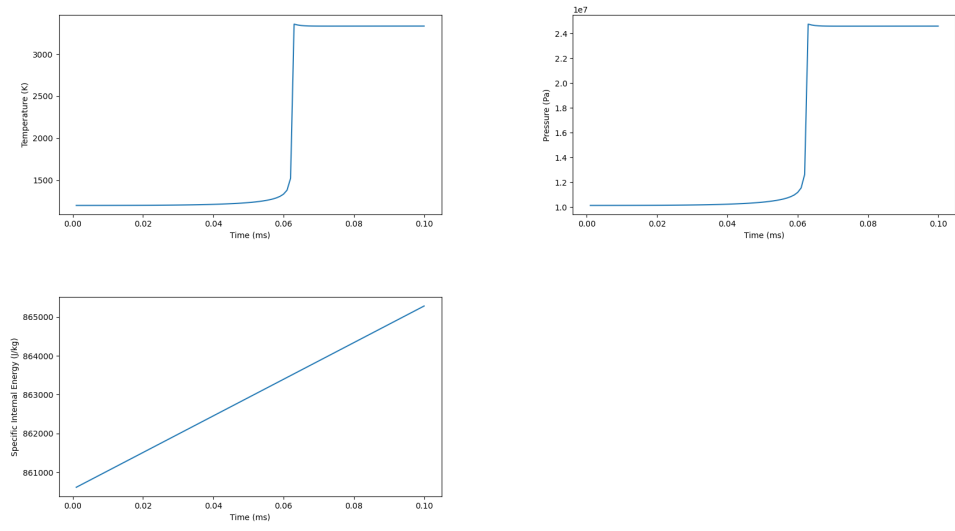 Temperature (K)
3000
2500
2000
1500
0.00 0.02 0.04 0.06 0.08 0.10
Time (ms)
1e7
Pressure (Pa)
2.4
2.2
2.0
1.8
1.6
1.4
1.2
1.0
0.00 0.02 0.04 0.06 0.08 0.10
Time (ms)
Specific Internal Energy (J/kg)
865000
864000
863000
862000
861000
0.00 0.02 0.04 0.06 0.08 0.10
Time (ms)